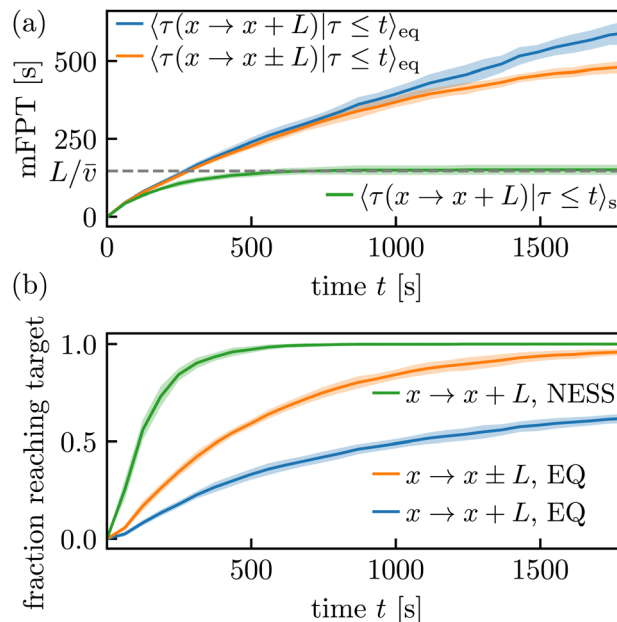 (a)
⟨τ(x → x + L)|τ ≤ t⟩eq
⟨τ(x → x ± L)|τ ≤ t⟩eq
mFPT [s]
500
250
L/v̄
0
⟨τ(x → x + L)|τ ≤ t⟩s
0
500
1000
1500
time t [s]
(b)
fraction reaching target
1.0
0.5
0.0
x → x + L, NESS
x → x ± L, EQ
x → x + L, EQ
500
1000
1500
time t [s]